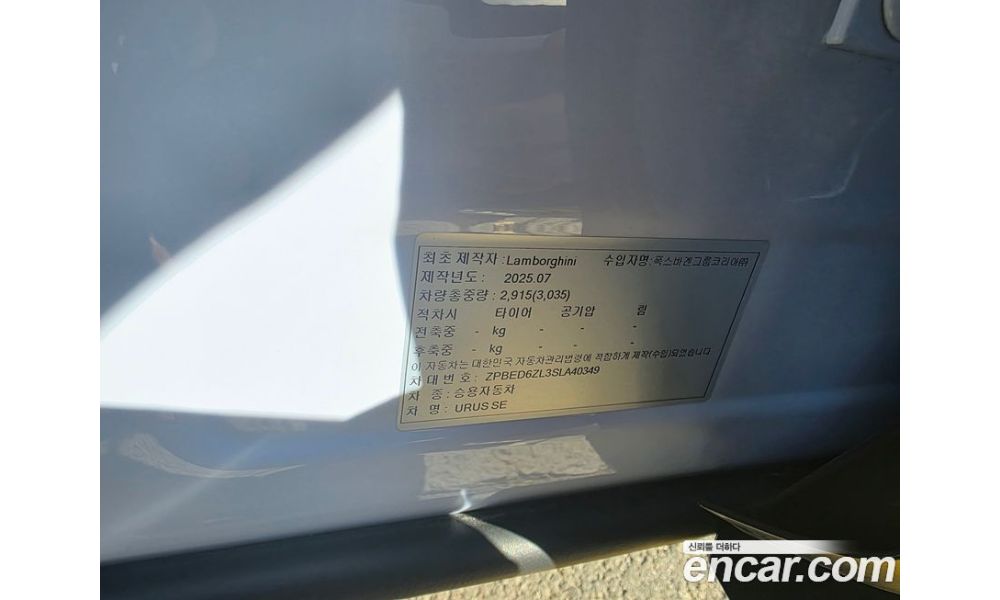 최초 제작자 : Lamborghini 수입자명 : 폭스바겐그룹코리아㈜
제작년도 : 2025.07
차량총중량 : 2,915(3,035)
적차시 타이어 공기압 림
전축중 - kg - - -
후축중 - kg - - -
이 자동차는 대한민국 자동차관리법령에 적합하게 제작(수입)되었습니다
차 대 번 호 : ZPBED6ZL3SLA40349
차 종 : 승용자동차
차 명 : URUS SE
신뢰를 더하다
encar.com